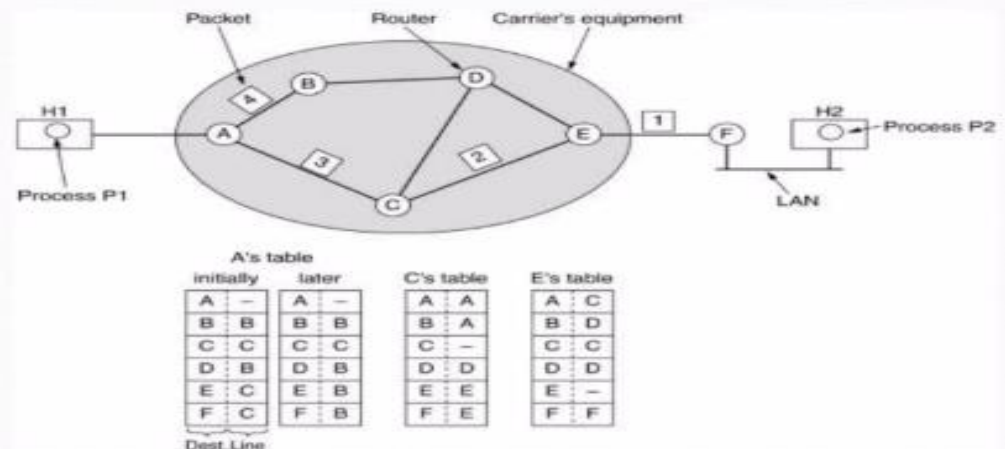 Packet Router Carrier's equipment
B D
4
H1 1 H2
A E F Process P2
3 2
Process P1 C LAN
A's table
initially later C's table E's table
A – A – A A A C
B B B B B A B D
C C C C C – C C
D B D B D D D D
E C E B E E E –
F C F B F E F F
Dest. Line